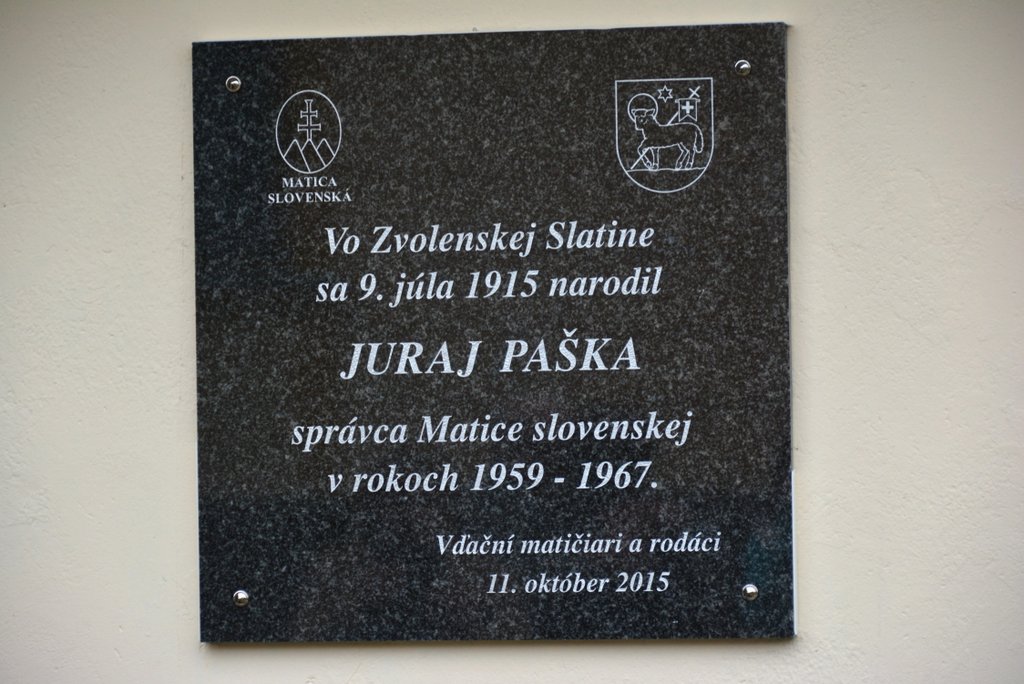 MATICA
SLOVENSKÁ
Vo Zvolenskej Slatine
sa 9. júla 1915 narodil
JURAJ PAŠKA
správca Matice slovenskej
v rokoch 1959 - 1967.
Vďační matičiari a rodáci
11. október 2015